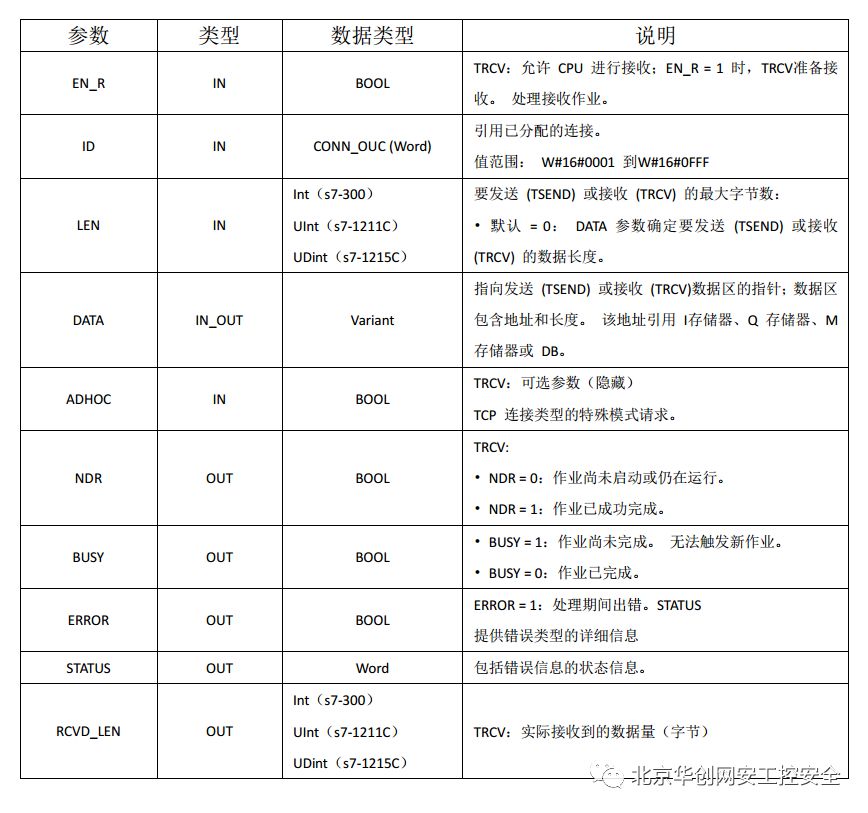 参数 类型 数据类型 说明
EN_R IN BOOL TRCV：允许 CPU 进行接收；EN_R = 1 时，TRCV准备接
收。 处理接收作业。
ID IN CONN_OUC (Word) 引用已分配的连接。
值范围： W#16#0001 到W#16#0FFF
LEN IN Int（s7-300）
UInt（s7-1211C）
UDint（s7-1215C）
要发送 (TSEND) 或接收 (TRCV) 的最大字节数：
• 默认 = 0： DATA 参数确定要发送 (TSEND) 或接收
(TRCV) 的数据长度。
DATA IN_OUT Variant 指向发送 (TSEND) 或接收 (TRCV)数据区的指针；数据区
包含地址和长度。 该地址引用 I存储器、Q 存储器、M
存储器或 DB。
ADHOC IN BOOL TRCV：可选参数（隐藏）
TCP 连接类型的特殊模式请求。
NDR OUT BOOL TRCV:
• NDR = 0：作业尚未启动或仍在运行。
• NDR = 1：作业已成功完成。
BUSY OUT BOOL • BUSY = 1：作业尚未完成。 无法触发新作业。
• BUSY = 0：作业已完成。
ERROR OUT BOOL ERROR = 1：处理期间出错。STATUS
提供错误类型的详细信息
STATUS OUT Word 包括错误信息的状态信息。
RCVD_LEN OUT Int（s7-300）
UInt（s7-1211C）
UDint（s7-1215C）
TRCV：实际接收到的数据量（字节）
北京华创网安工控安全